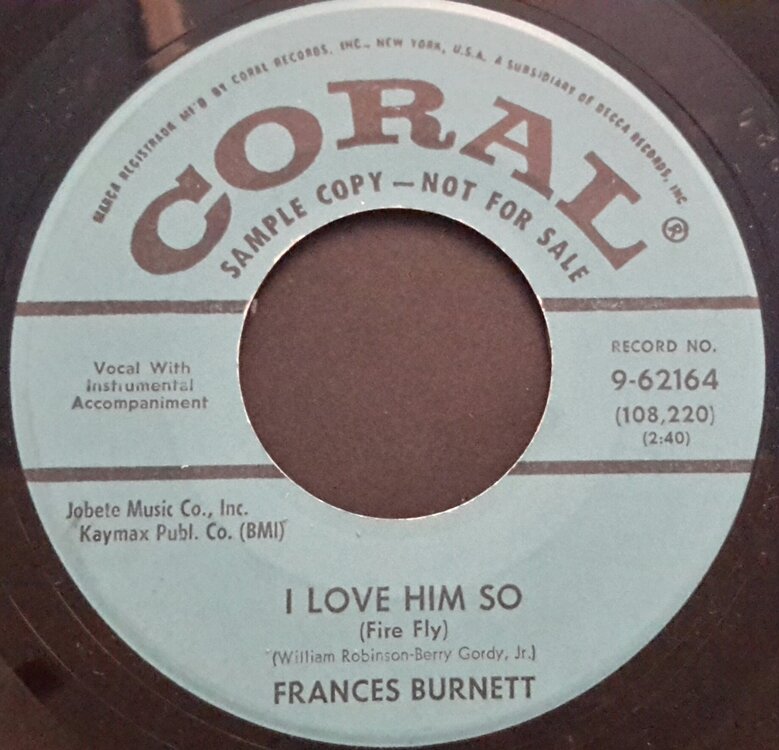 MARCA REGISTRADA MF'D BY CORAL RECORDS, INC., NEW YORK, U.S.A. A SUBSIDIARY OF DECCA RECORDS, INC
CORAL ®
SAMPLE COPY — NOT FOR SALE
Vocal With
Instrumental
Accompaniment
RECORD NO.
9-62164
(108,220)
(2:40)
Jobete Music Co., Inc.
Kaymax Publ. Co. (BMI)
I LOVE HIM SO
(Fire Fly)
(William Robinson-Berry Gordy, Jr.)
FRANCES BURNETT